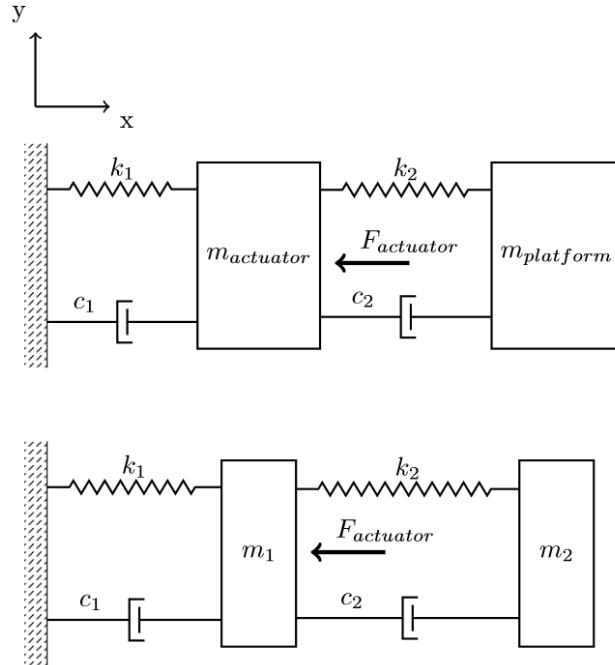 y
x
k₁ k₂
m_actuator F_actuator m_platform
c₁ c₂
k₁ k₂
m₁ F_actuator m₂
c₁ c₂